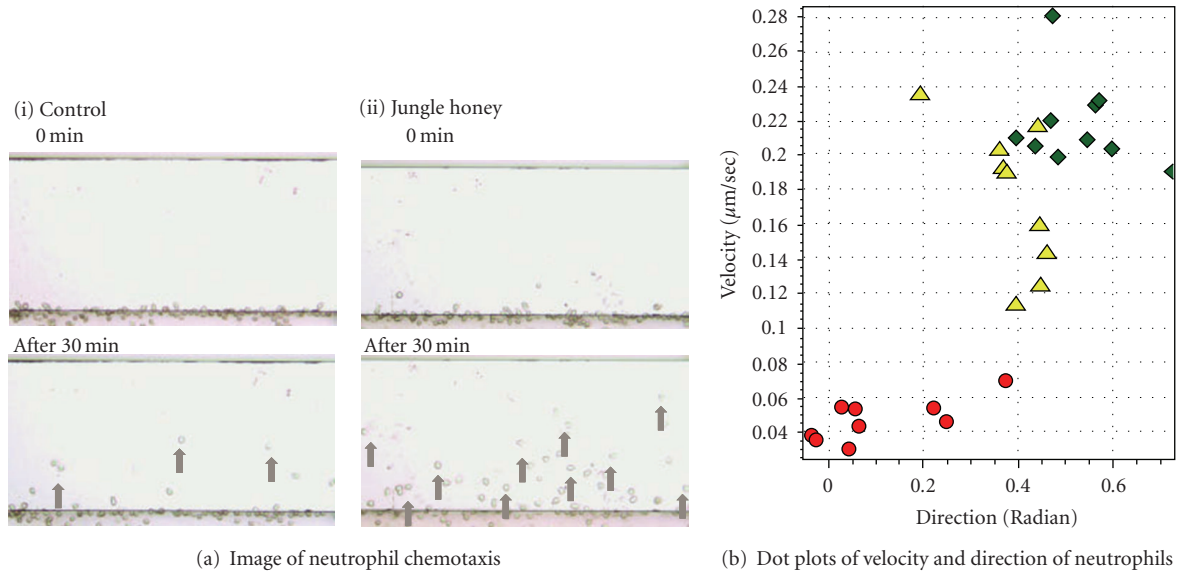 (i) Control
0 min
After 30 min
(ii) Jungle honey
0 min
After 30 min
(a) Image of neutrophil chemotaxis
0.28
0.26
0.24
0.22
0.2
0.18
0.16
0.14
0.12
0.1
0.08
0.06
0.04
Velocity (μm/sec)
0
0.2
0.4
0.6
Direction (Radian)
(b) Dot plots of velocity and direction of neutrophils